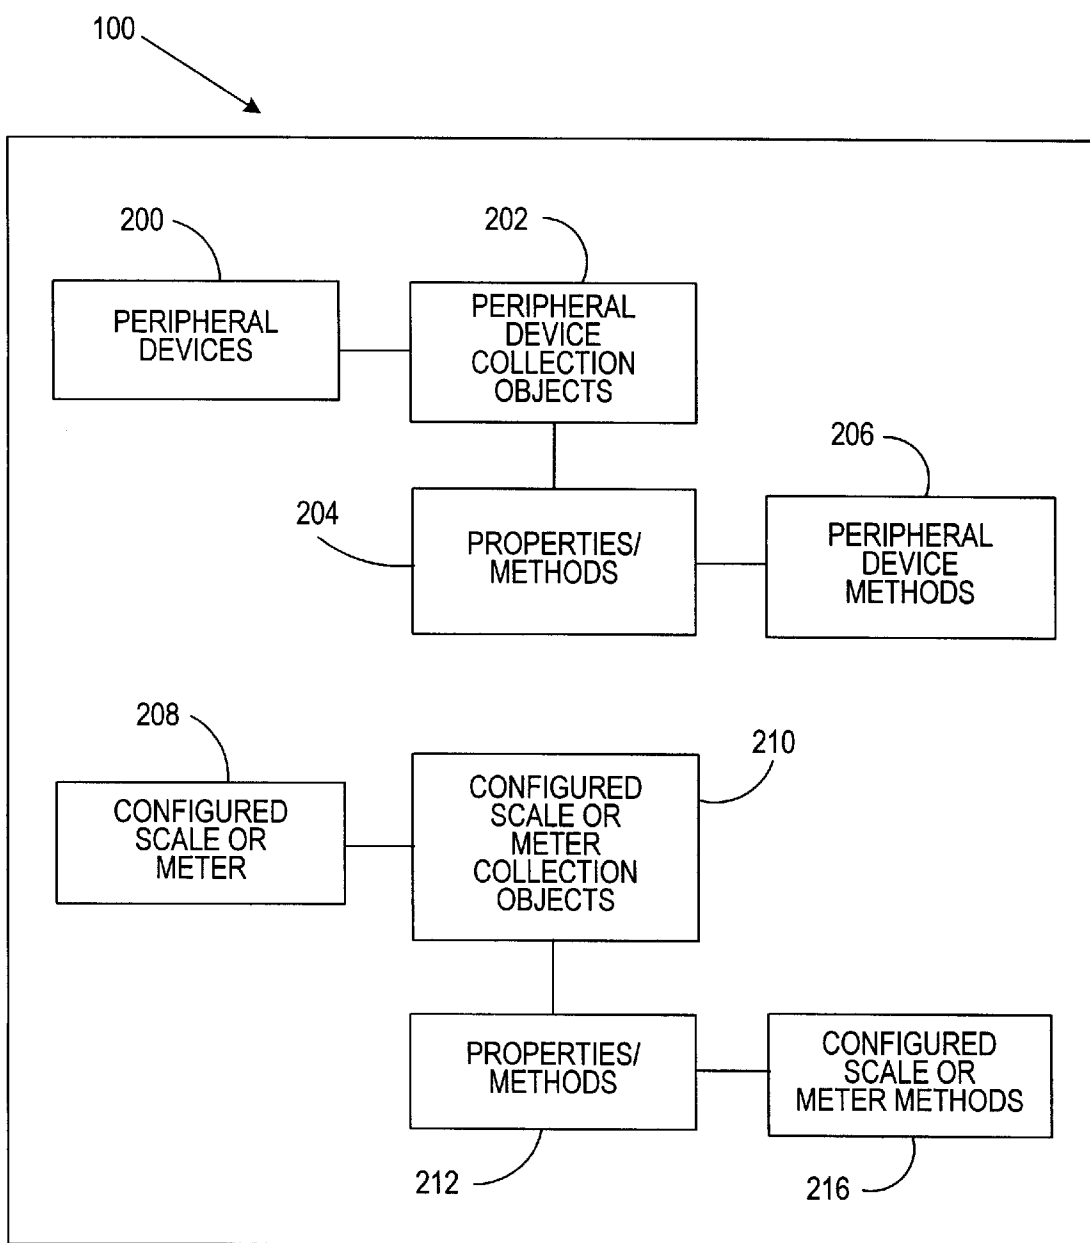 100
200
202
PERIPHERAL
DEVICES
PERIPHERAL
DEVICE
COLLECTION
OBJECTS
206
204
PROPERTIES/
METHODS
PERIPHERAL
DEVICE
METHODS
208
210
CONFIGURED
SCALE OR
METER
CONFIGURED
SCALE OR
METER
COLLECTION
OBJECTS
PROPERTIES/
METHODS
CONFIGURED
SCALE OR
METER METHODS
212
216